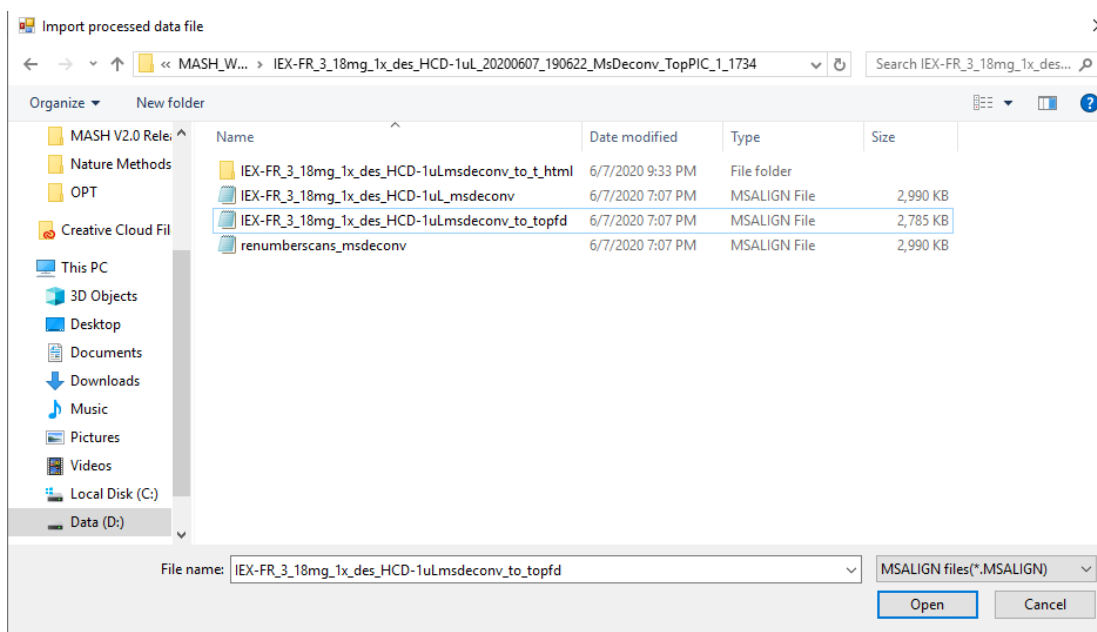 Import processed data file
« MASH_W... › IEX-FR_3_18mg_1x_des_HCD-1uL_20200607_190622_MsDeconv_TopPIC_1_1734
Search IEX-FR_3_18mg_1x_des...
Organize
New folder
?
MASH V2.0 Rele
Nature Methods
OPT
Creative Cloud Fil
This PC
3D Objects
Desktop
Documents
Downloads
Music
Pictures
Videos
Local Disk (C:)
Data (D:)
Name Date modified Type Size
IEX-FR_3_18mg_1x_des_HCD-1uLmsdeconv_to_t_html 6/7/2020 9:33 PM File folder
IEX-FR_3_18mg_1x_des_HCD-1uL_msdeconv 6/7/2020 7:07 PM MSALIGN File 2,990 KB
IEX-FR_3_18mg_1x_des_HCD-1uLmsdeconv_to_topfd 6/7/2020 7:07 PM MSALIGN File 2,785 KB
renumberscans_msdeconv 6/7/2020 7:07 PM MSALIGN File 2,990 KB
File name: IEX-FR_3_18mg_1x_des_HCD-1uLmsdeconv_to_topfd
MSALIGN files(*.MSALIGN)
Open
Cancel